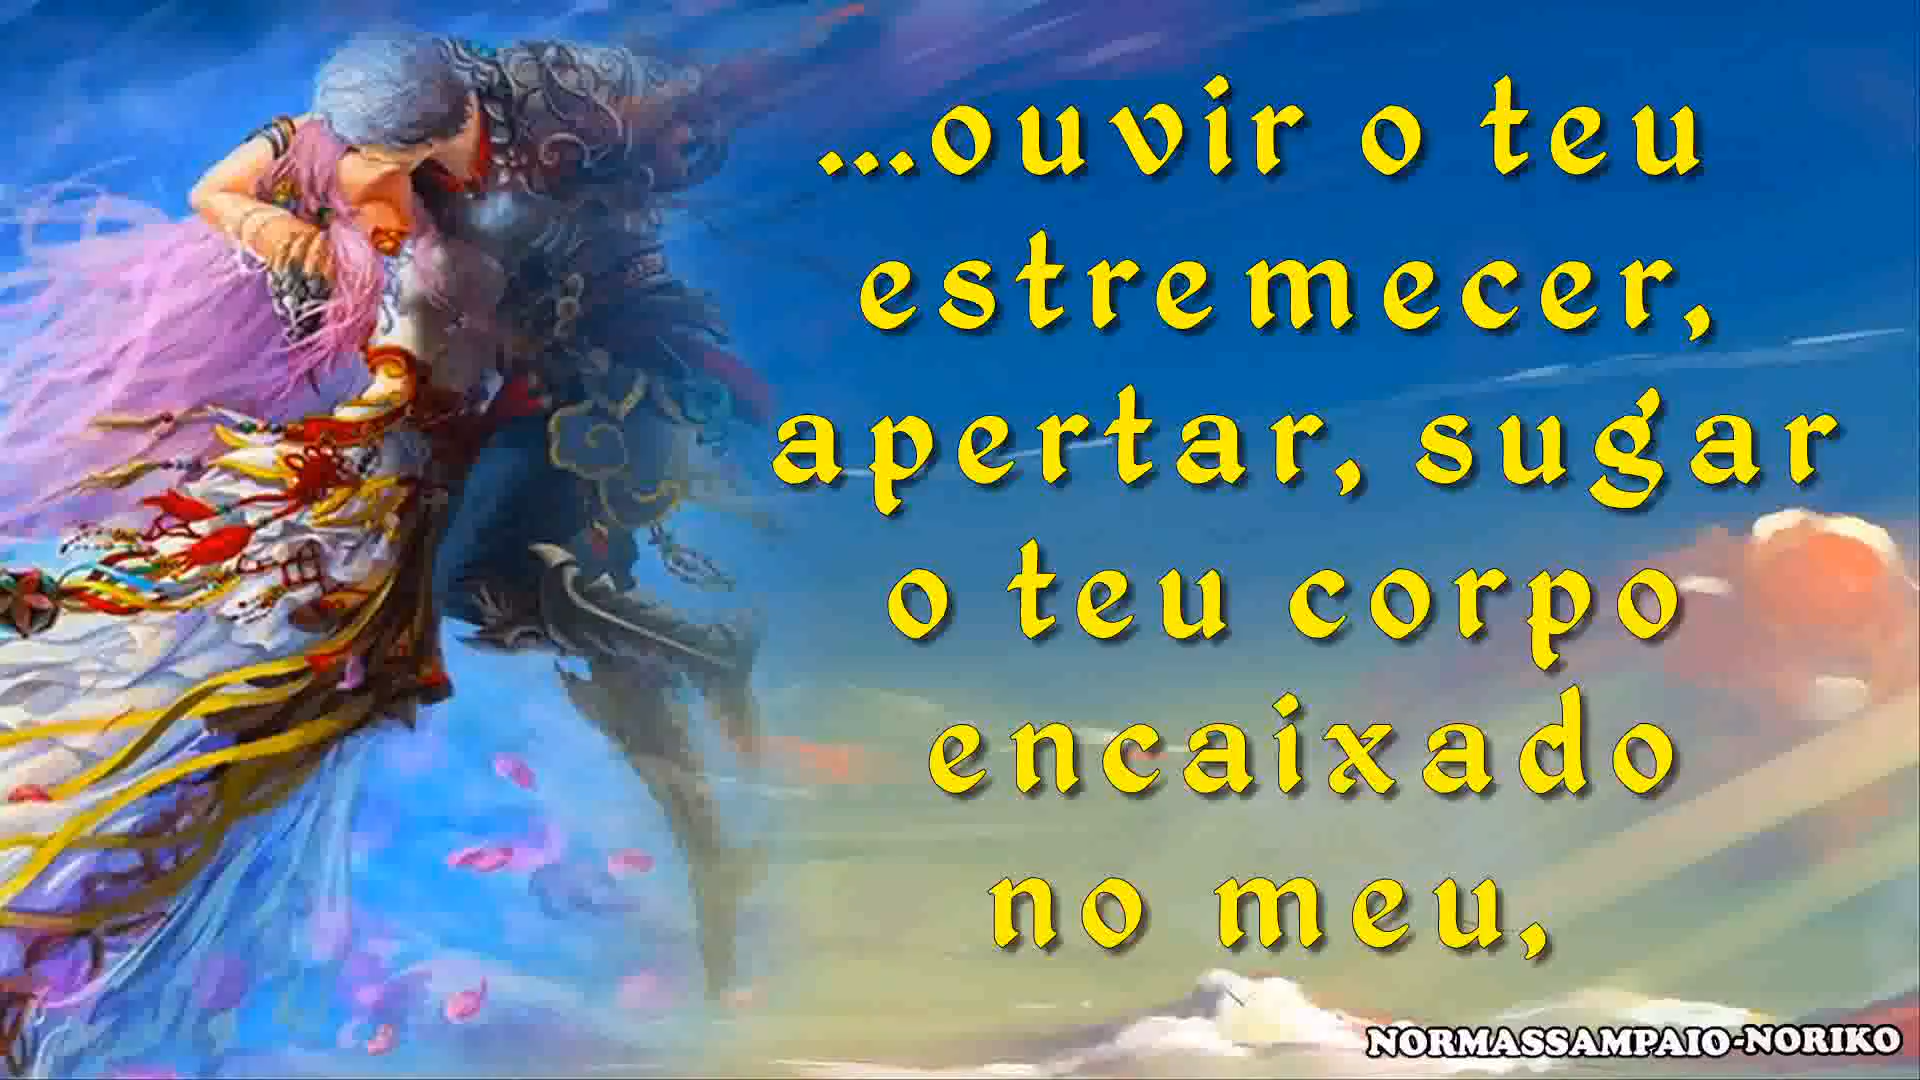 ...ouvir o teu
estremecer,
apertar, sugar
o teu corpo
encaixado
no meu,
NORMASSAMPAIO-NORIKO